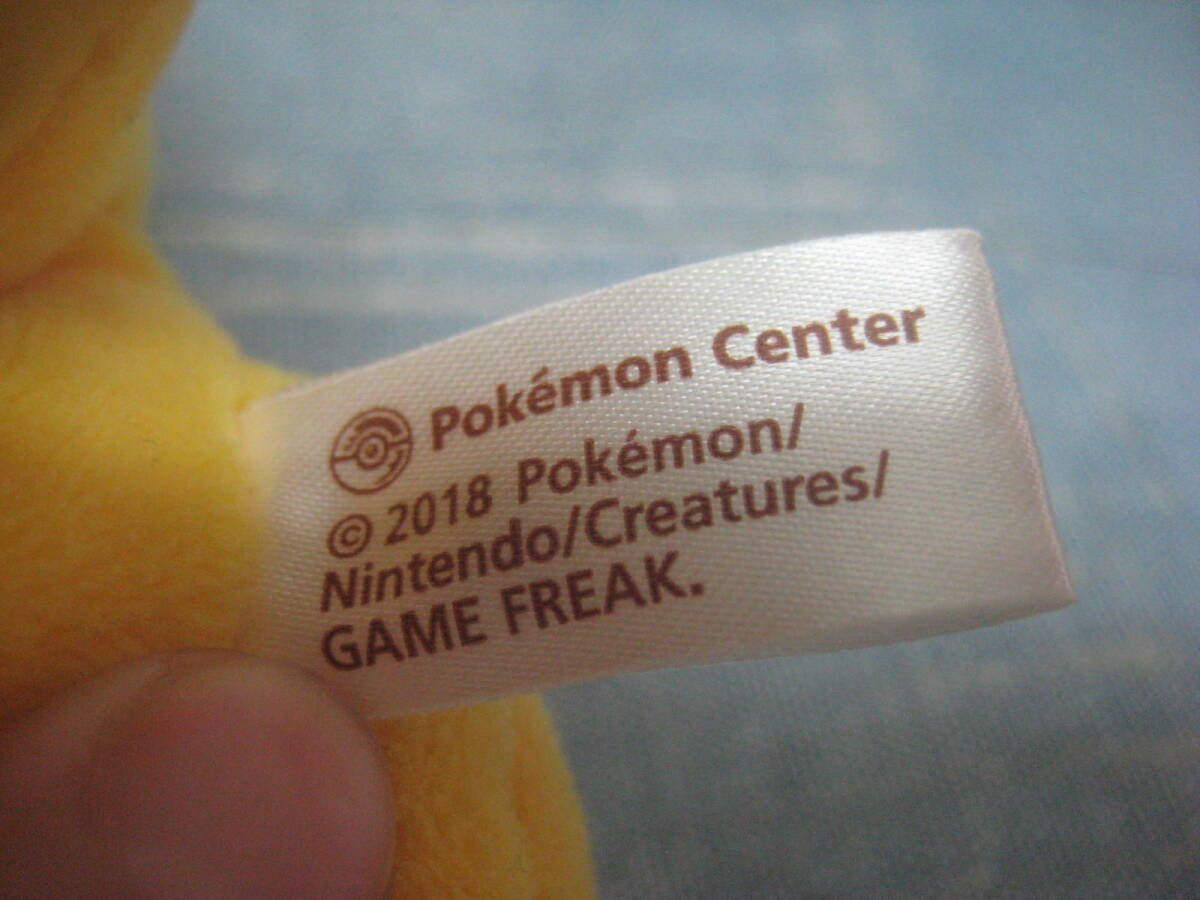 Pokémon Center
© 2018 Pokémon/
Nintendo/Creatures/
GAME FREAK.